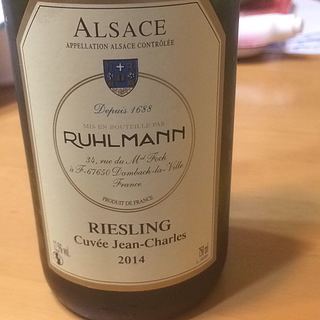 ALSACE
APPELLATION ALSACE CONTRÔLÉE
Depuis 1688
MIS EN BOUTEILLE PAR
RUHLMANN
34, rue du Mal Foch
à F-67650 Dambach-la-Ville
France
PRODUIT DE FRANCE
RIESLING
Cuvée Jean-Charles
2014